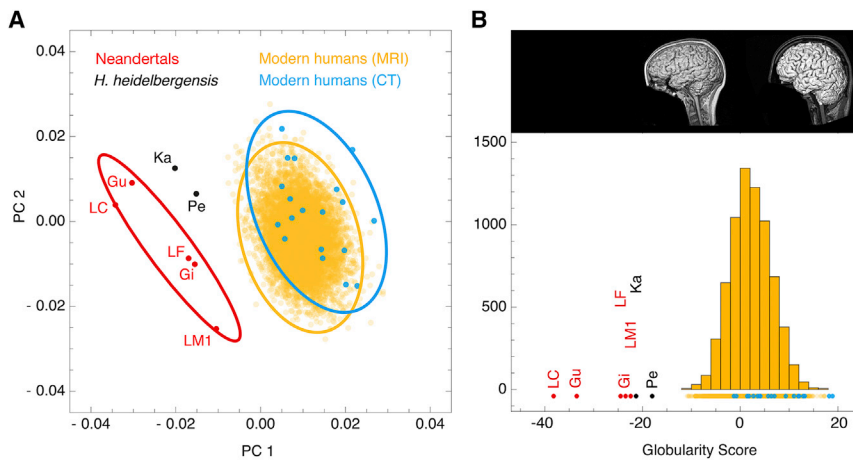 A
0.04
0.02
0.00
- 0.02
- 0.04
PC 2
Neandertals
H. heidelbergensis
Modern humans (MRI)
Modern humans (CT)
Ka
Gu
Pe
LC
LF
Gi
LM1
- 0.04
- 0.02
0.00
0.02
0.04
PC 1
B
1500
1000
500
0
LC
Gu
Gi
LF
LM1
Ka
Pe
-40
-20
0
20
Globularity Score